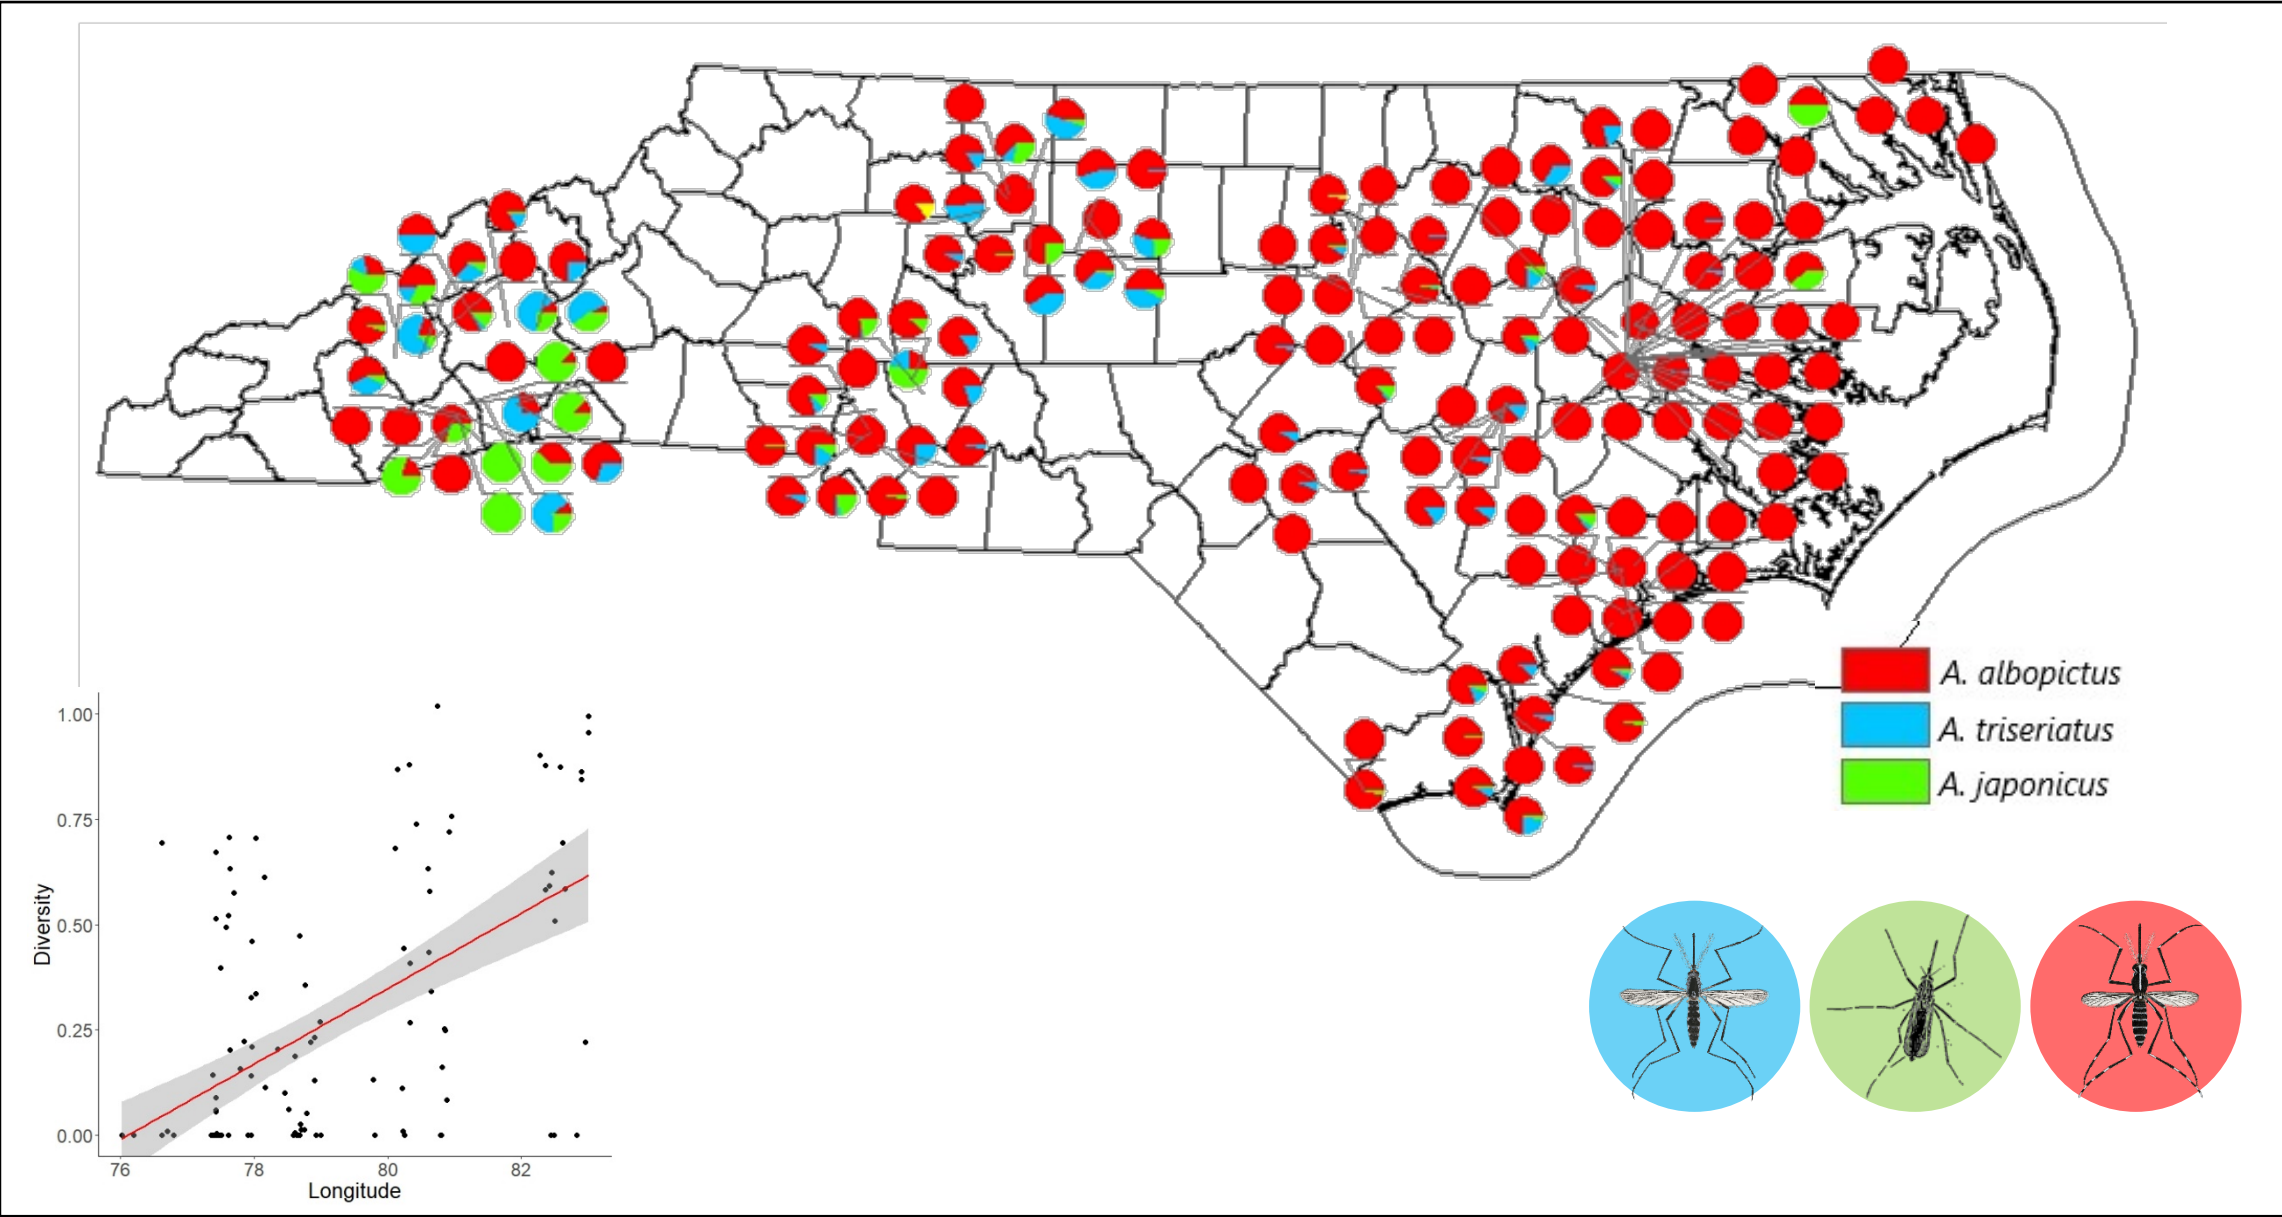 A. albopictus
A. triseriatus
A. japonicus
1.00
0.75
0.50
0.25
0.00
Diversity
76 78 80 82
Longitude